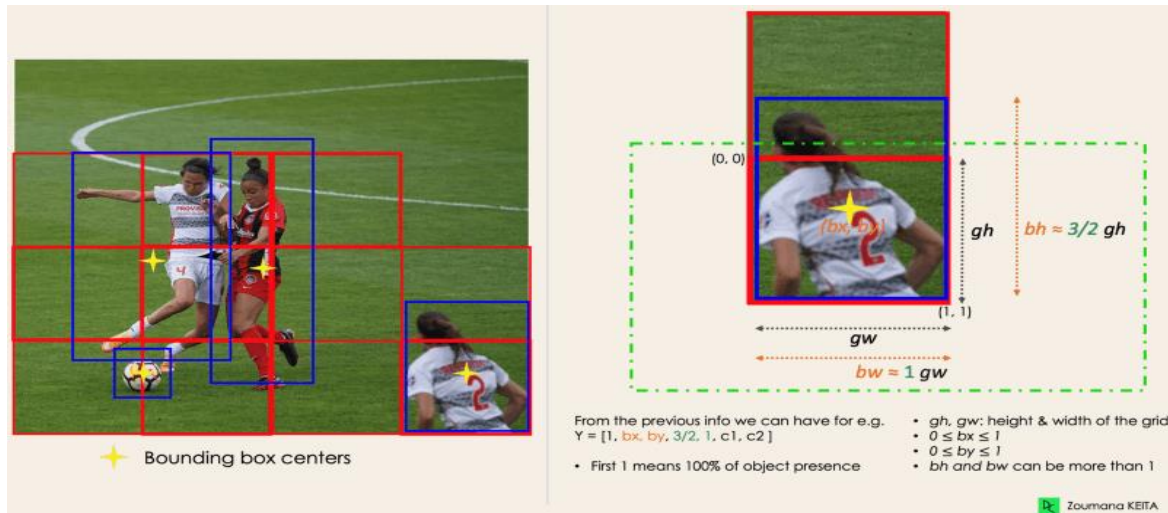 4
2
Bounding box centers
(0, 0)
2
(bx, by)
gh
bh ≈ 3/2 gh
(1, 1)
gw
bw ≈ 1 gw
From the previous info we can have for e.g.
Y = [1, bx, by, 3/2, 1, c1, c2 ]
• First 1 means 100% of object presence
• gh, gw: height & width of the grid
• 0 ≤ bx ≤ 1
• 0 ≤ by ≤ 1
• bh and bw can be more than 1
Zoumana KEITA